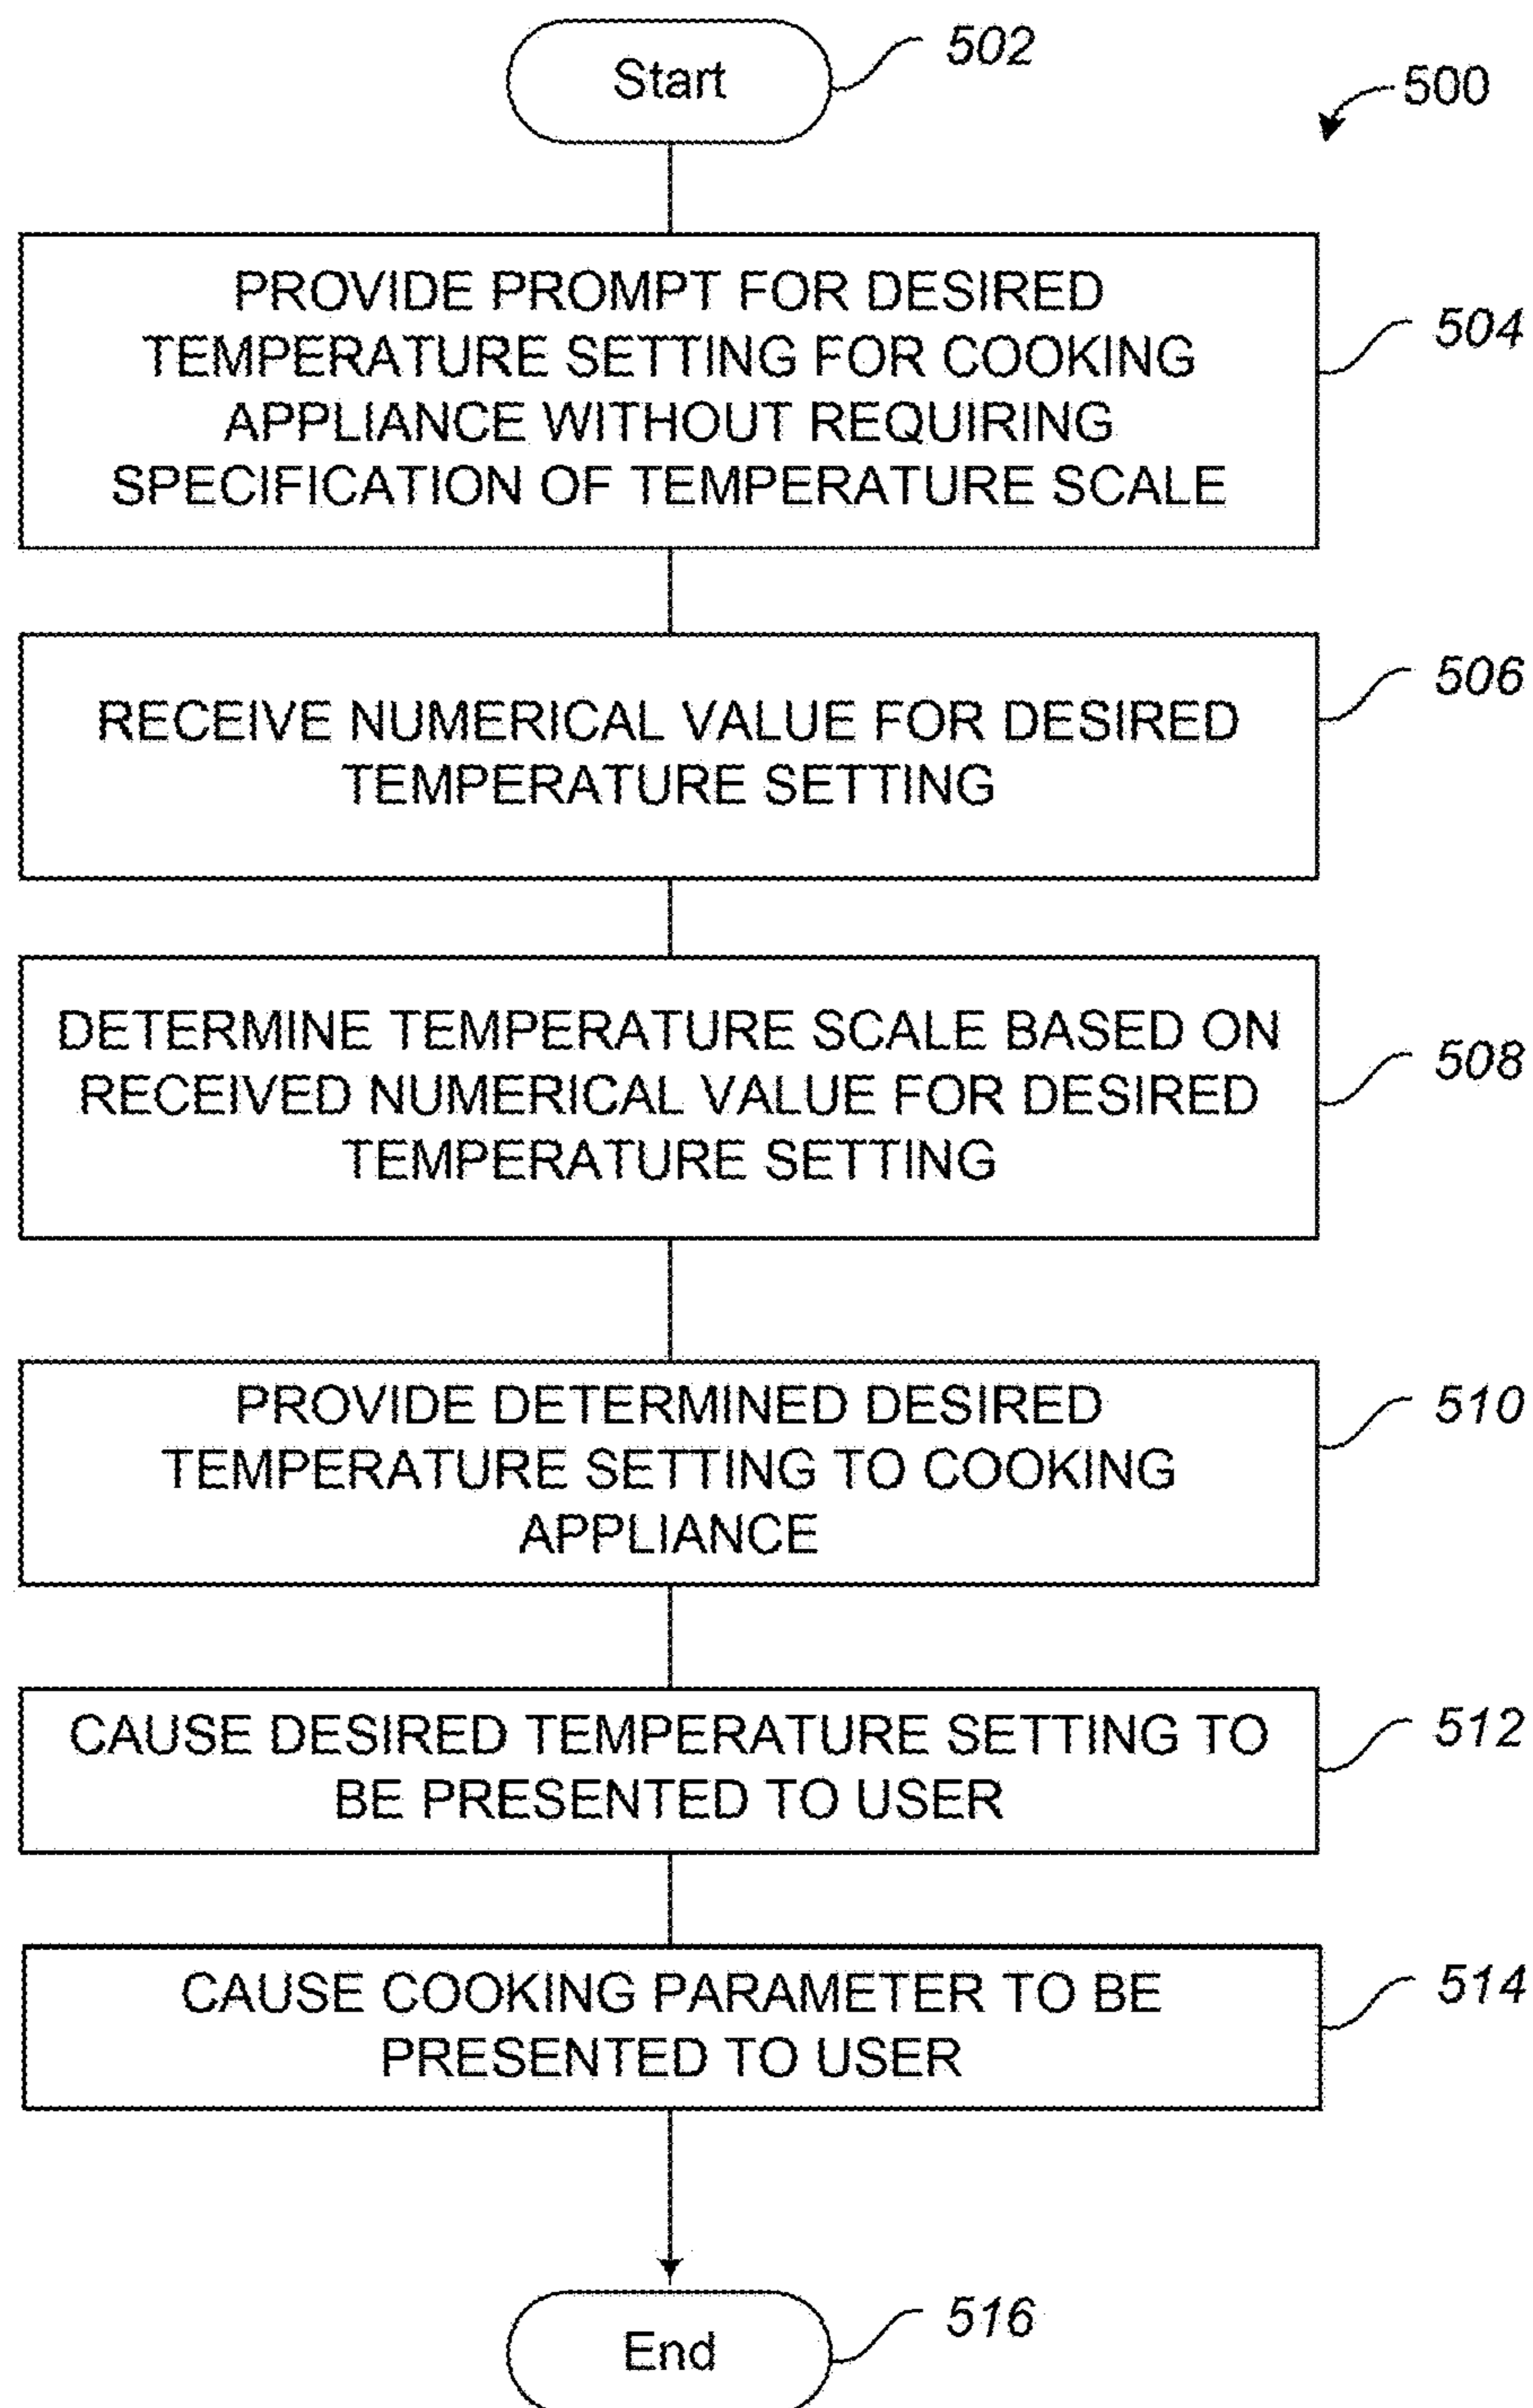 Start
502
500
PROVIDE PROMPT FOR DESIRED
TEMPERATURE SETTING FOR COOKING
APPLIANCE WITHOUT REQUIRING
SPECIFICATION OF TEMPERATURE SCALE
504
RECEIVE NUMERICAL VALUE FOR DESIRED
TEMPERATURE SETTING
506
DETERMINE TEMPERATURE SCALE BASED ON
RECEIVED NUMERICAL VALUE FOR DESIRED
TEMPERATURE SETTING
508
PROVIDE DETERMINED DESIRED
TEMPERATURE SETTING TO COOKING
APPLIANCE
510
CAUSE DESIRED TEMPERATURE SETTING TO
BE PRESENTED TO USER
512
CAUSE COOKING PARAMETER TO BE
PRESENTED TO USER
514
End
516